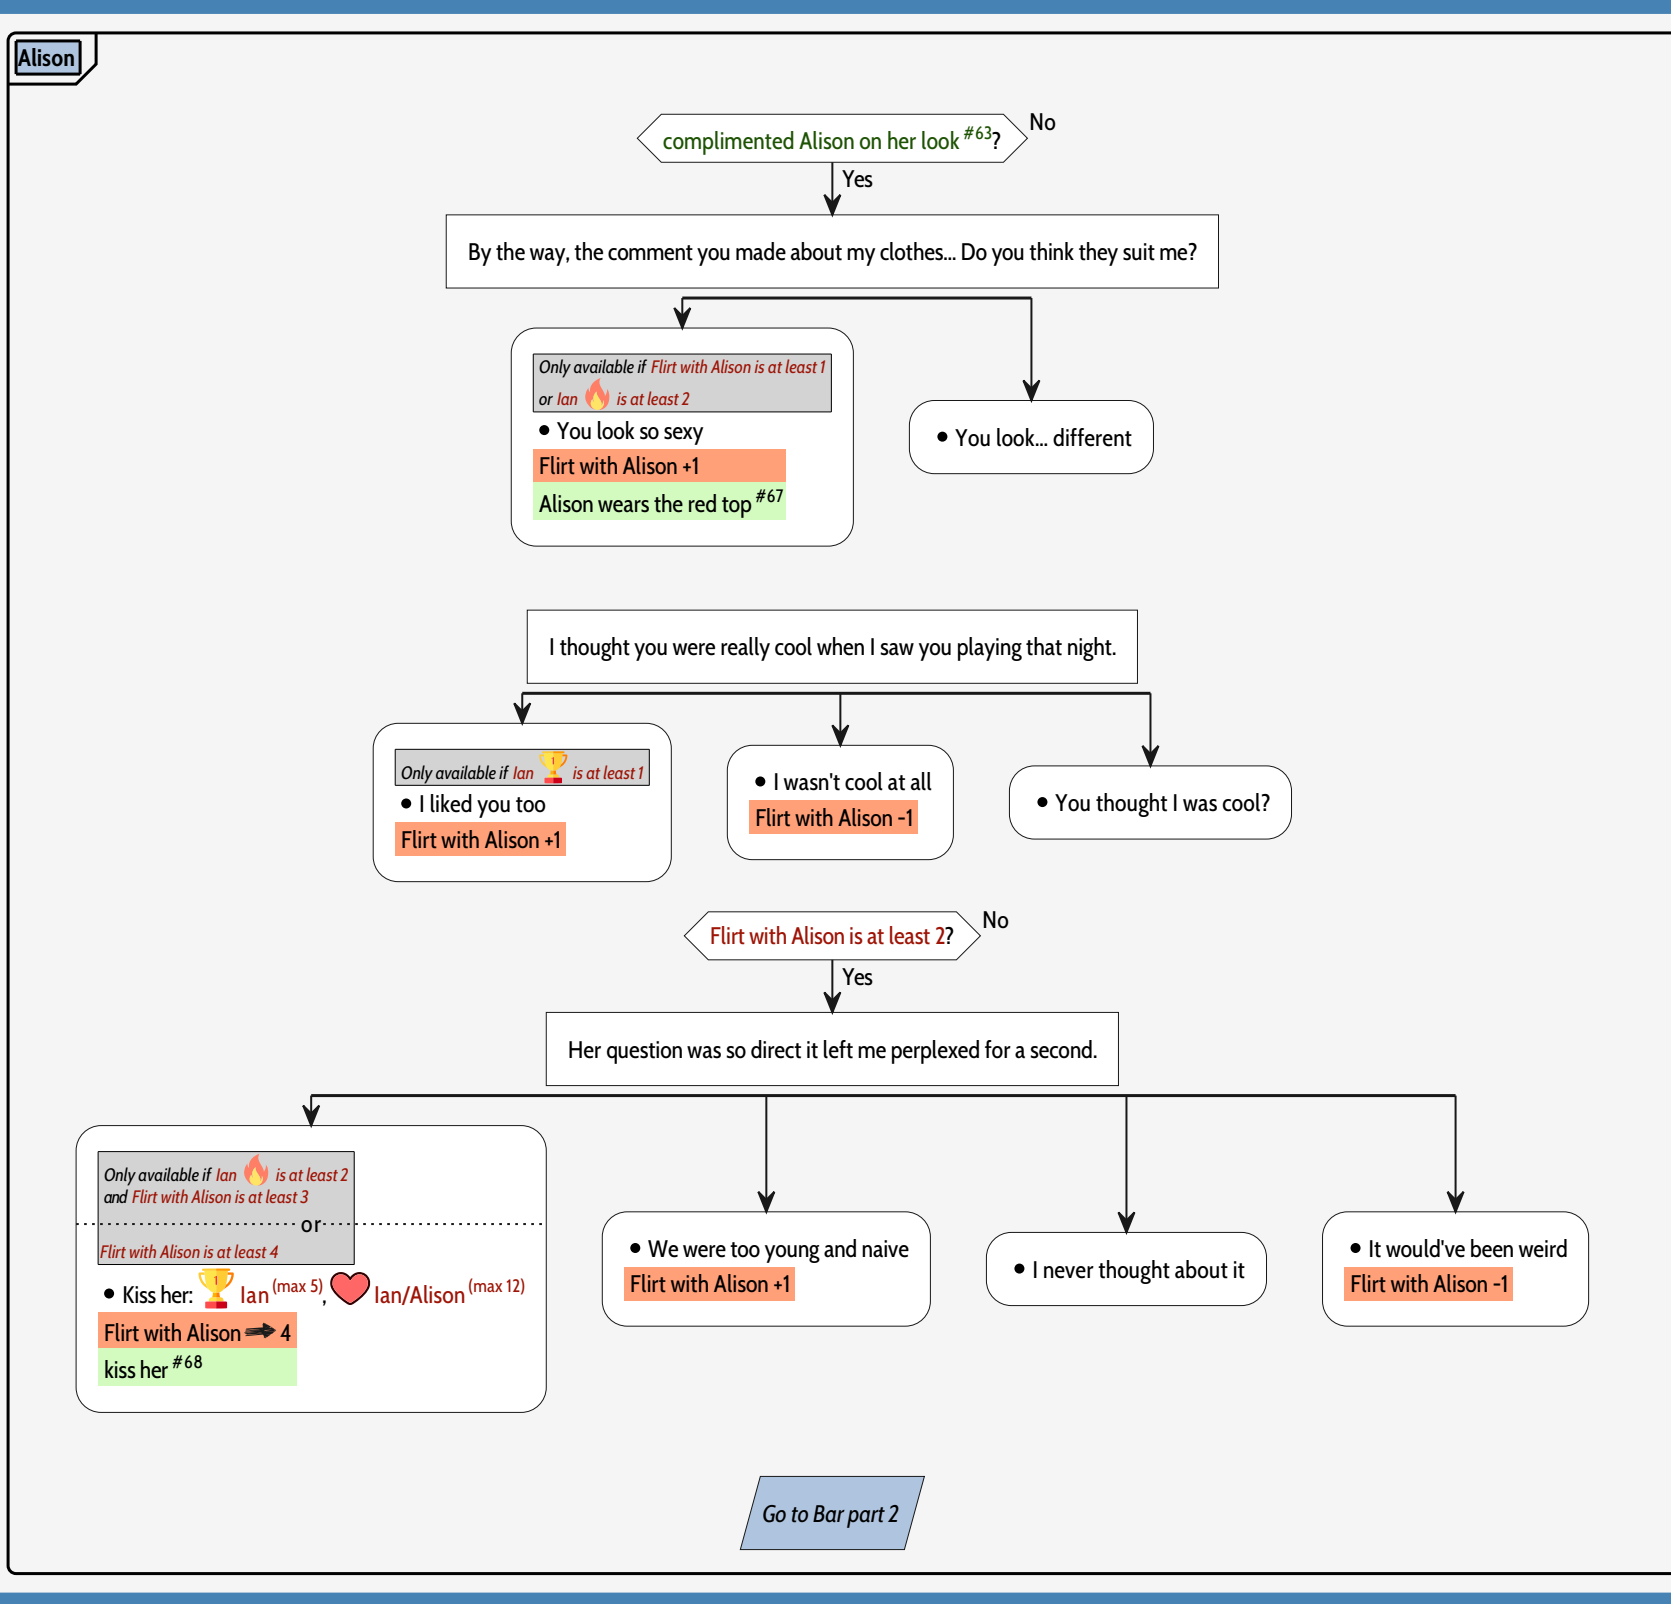 Alison
complimented Alison on her look #63?
No
Yes
By the way, the comment you made about my clothes... Do you think they suit me?
Only available if Flirt with Alison is at least 1
or Ian is at least 2
• You look so sexy
Flirt with Alison +1
Alison wears the red top #67
• You look... different
I thought you were really cool when I saw you playing that night.
Only available if Ian is at least 1
• I liked you too
Flirt with Alison +1
• I wasn't cool at all
Flirt with Alison -1
• You thought I was cool?
Flirt with Alison is at least 2?
No
Yes
Her question was so direct it left me perplexed for a second.
Only available if Ian is at least 2
and Flirt with Alison is at least 3
or
Flirt with Alison is at least 4
• Kiss her: Ian (max 5), Ian/Alison (max 12)
Flirt with Alison ➡ 4
kiss her #68
• We were too young and naive
Flirt with Alison +1
• I never thought about it
• It would've been weird
Flirt with Alison -1
Go to Bar part 2